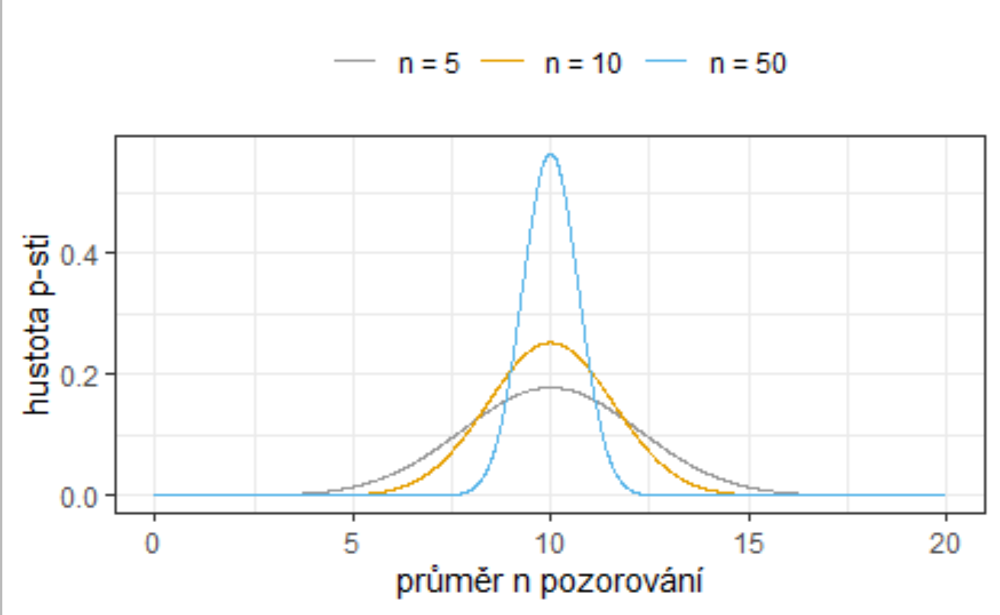 n = 5 n = 10 n = 50
hustota p-sti
0.4
0.2
0.0
0 5 10 15 20
průměr n pozorování